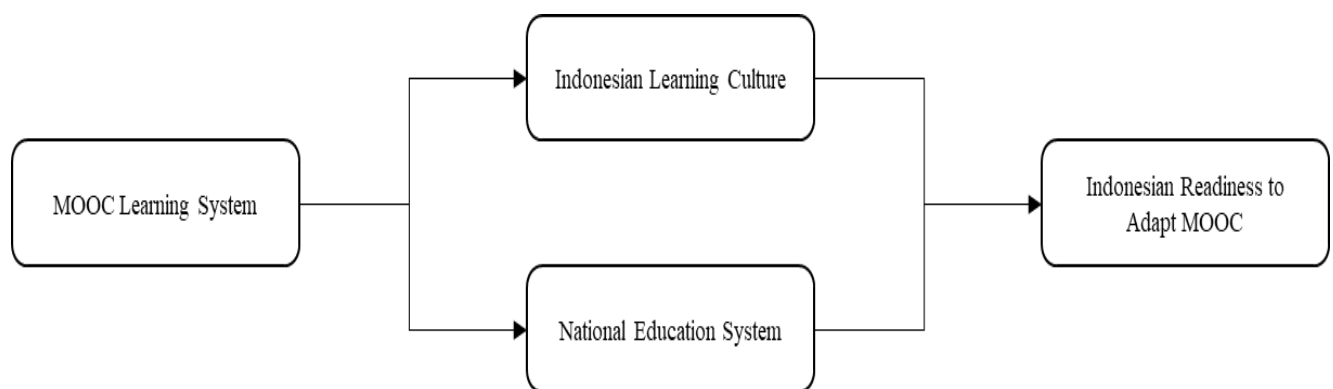 Indonesian Learning Culture
MOOC Learning System
Indonesian Readiness to
Adapt MOOC
National Education System